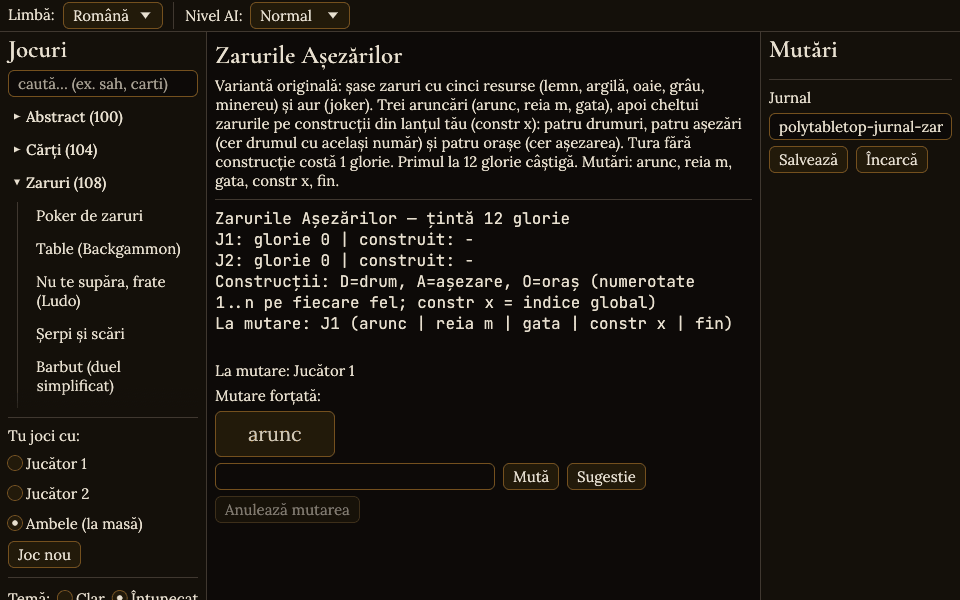 Limbă: Română Nivel AI: Normal
Jocuri
caută... (ex. sah, carti)
Abstract (100)
Cărți (104)
Zaruri (108)
Poker de zaruri
Table (Backgammon)
Nu te supăra, frate
(Ludo)
Șerpi și scări
Barbut (duel
simplificat)
Tu joci cu:
Jucător 1
Jucător 2
Ambele (la masă)
Joc nou
Temă: Clar Întunecat
Zarurile Așezărilor
Variantă originală: șase zaruri cu cinci resurse (lemn, argilă, oaie, grâu,
minereu) și aur (joker). Trei aruncări (arunc, reia m, gata), apoi cheltui
zarurile pe construcții din lanțul tău (constr x): patru drumuri, patru așezări
(cer drumul cu același număr) și patru orașe (cer așezarea). Tura fără
construcție costă 1 glorie. Primul la 12 glorie câștigă. Mutări: arunc, reia m,
gata, constr x, fin.
Zarurile Așezărilor — țintă 12 glorie
J1: glorie 0 | construit: -
J2: glorie 0 | construit: -
Construcții: D=drum, A=așezare, O=oraș (numerotate
1..n pe fiecare fel; constr x = indice global)
La mutare: J1 (arunc | reia m | gata | constr x | fin)
La mutare: Jucător 1
Mutare forțată:
arunc
Mută Sugestie
Anulează mutarea
Mutări
Jurnal
polytabletop-jurnal-zar
Salvează Încarcă